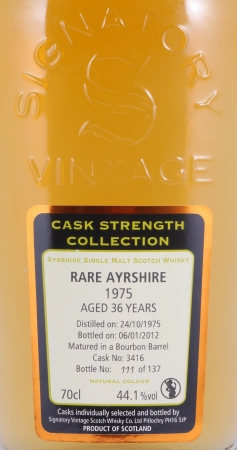 SIGNATORY
S
VINTAGE
CASK STRENGTH
COLLECTION
AYRSHIRE SINGLE MALT SCOTCH WHISKY
RARE AYRSHIRE
1975
AGED 36 YEARS
Distilled on: 24/10/1975
Bottled on: 06/01/2012
Matured in a Bourbon Barrel
Cask No: 3416
Bottle No: 111 of 137
NATURAL COLOUR
70cl 44.1%vol
Casks individually selected and bottled by
Signatory Vintage Scotch Whisky Co. Ltd Pitlochry PH16 5JP
PRODUCT OF SCOTLAND